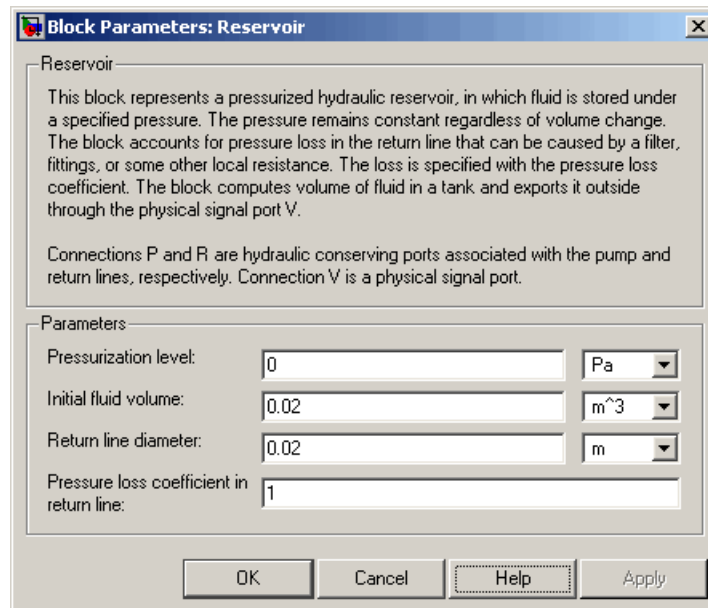 Block Parameters: Reservoir
Reservoir
This block represents a pressurized hydraulic reservoir, in which fluid is stored under
a specified pressure. The pressure remains constant regardless of volume change.
The block accounts for pressure loss in the return line that can be caused by a filter,
fittings, or some other local resistance. The loss is specified with the pressure loss
coefficient. The block computes volume of fluid in a tank and exports it outside
through the physical signal port V.
Connections P and R are hydraulic conserving ports associated with the pump and
return lines, respectively. Connection V is a physical signal port.
Parameters
Pressurization level: 0 Pa
Initial fluid volume: 0.02 m^3
Return line diameter: 0.02 m
Pressure loss coefficient in
return line: 1
OK Cancel Help Apply